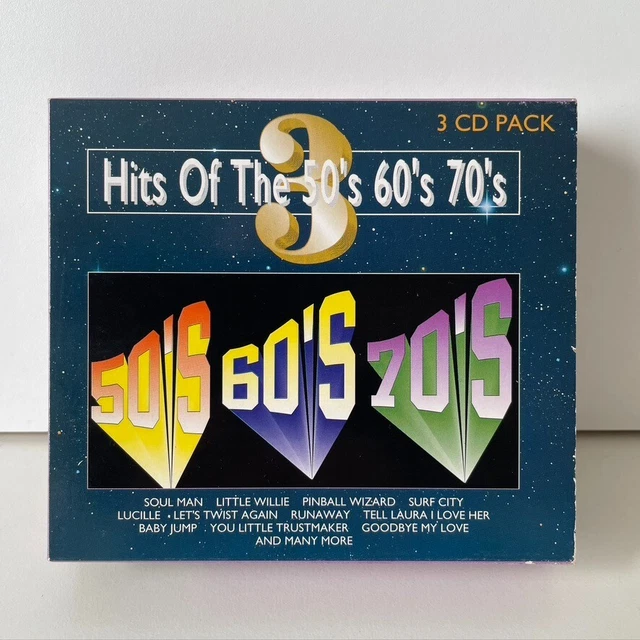 3 CD PACK
3
Hits Of The 50's 60's 70's
50'S 60'S 70'S
SOUL MAN LITTLE WILLIE PINBALL WIZARD SURF CITY
LUCILLE . LET'S TWIST AGAIN RUNAWAY TELL LAURA I LOVE HER
BABY JUMP . YOU LITTLE TRUSTMAKER GOODBYE MY LOVE
AND MANY MORE